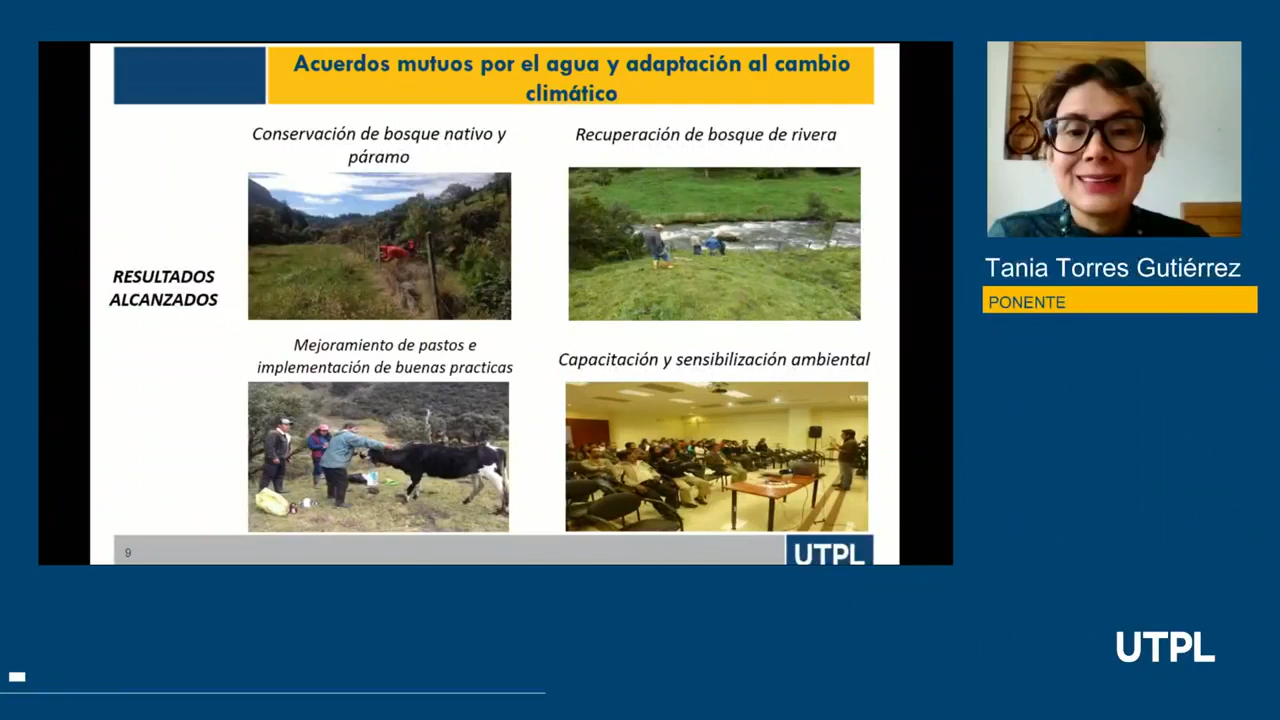 Acuerdos mutuos por el agua y adaptación al cambio
climático
Conservación de bosque nativo y
páramo
Recuperación de bosque de rivera
RESULTADOS
ALCANZADOS
Mejoramiento de pastos e
implementación de buenas practicas
Capacitación y sensibilización ambiental
9
UTPL
Tania Torres Gutiérrez
PONENTE
UTPL